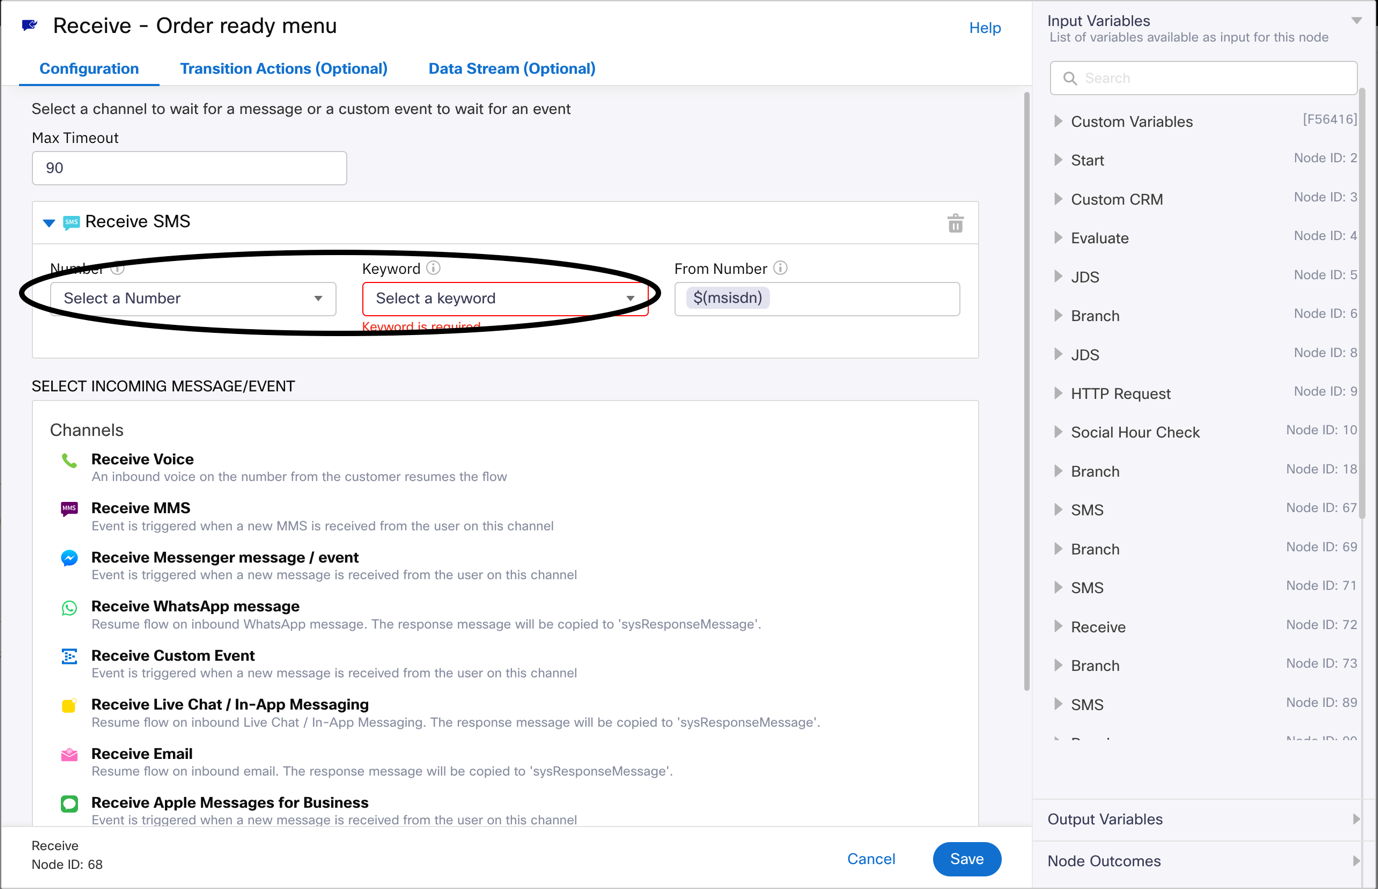 Receive - Order ready menu
Help
Configuration
Transition Actions (Optional)
Data Stream (Optional)
Select a channel to wait for a message or a custom event to wait for an event
Max Timeout
90
SMS
Receive SMS
Number
Keyword
From Number
Select a Number
Select a keyword
$(msisdn)
Keyword is required
SELECT INCOMING MESSAGE/EVENT
Channels
Receive Voice
An inbound voice on the number from the customer resumes the flow
MMS
Receive MMS
Event is triggered when a new MMS is received from the user on this channel
Receive Messenger message / event
Event is triggered when a new message is received from the user on this channel
Receive WhatsApp message
Resume flow on inbound WhatsApp message. The response message will be copied to 'sysResponseMessage'.
Receive Custom Event
Event is triggered when a new message is received from the user on this channel
Receive Live Chat / In-App Messaging
Resume flow on inbound Live Chat / In-App Messaging. The response message will be copied to 'sysResponseMessage'.
Receive Email
Resume flow on inbound email. The response message will be copied to 'sysResponseMessage'.
Receive Apple Messages for Business
Event is triggered when a new message is received from the user on this channel
Receive
Node ID: 68
Cancel
Save
Input Variables
List of variables available as input for this node
Search
Custom Variables [F56416]
Start Node ID: 2
Custom CRM Node ID: 3
Evaluate Node ID: 4
JDS Node ID: 5
Branch Node ID: 6
JDS Node ID: 8
HTTP Request Node ID: 9
Social Hour Check Node ID: 10
Branch Node ID: 18
SMS Node ID: 67
Branch Node ID: 69
SMS Node ID: 71
Receive Node ID: 72
Branch Node ID: 73
SMS Node ID: 89
Output Variables
Node Outcomes